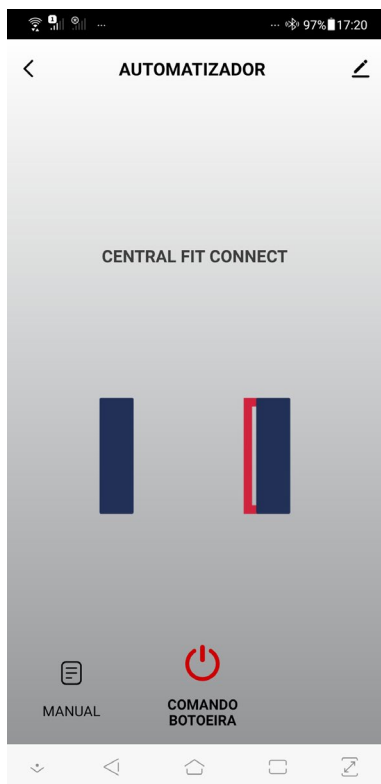 97% 17:20
AUTOMATIZADOR
CENTRAL FIT CONNECT
MANUAL
COMANDO
BOTOEIRA